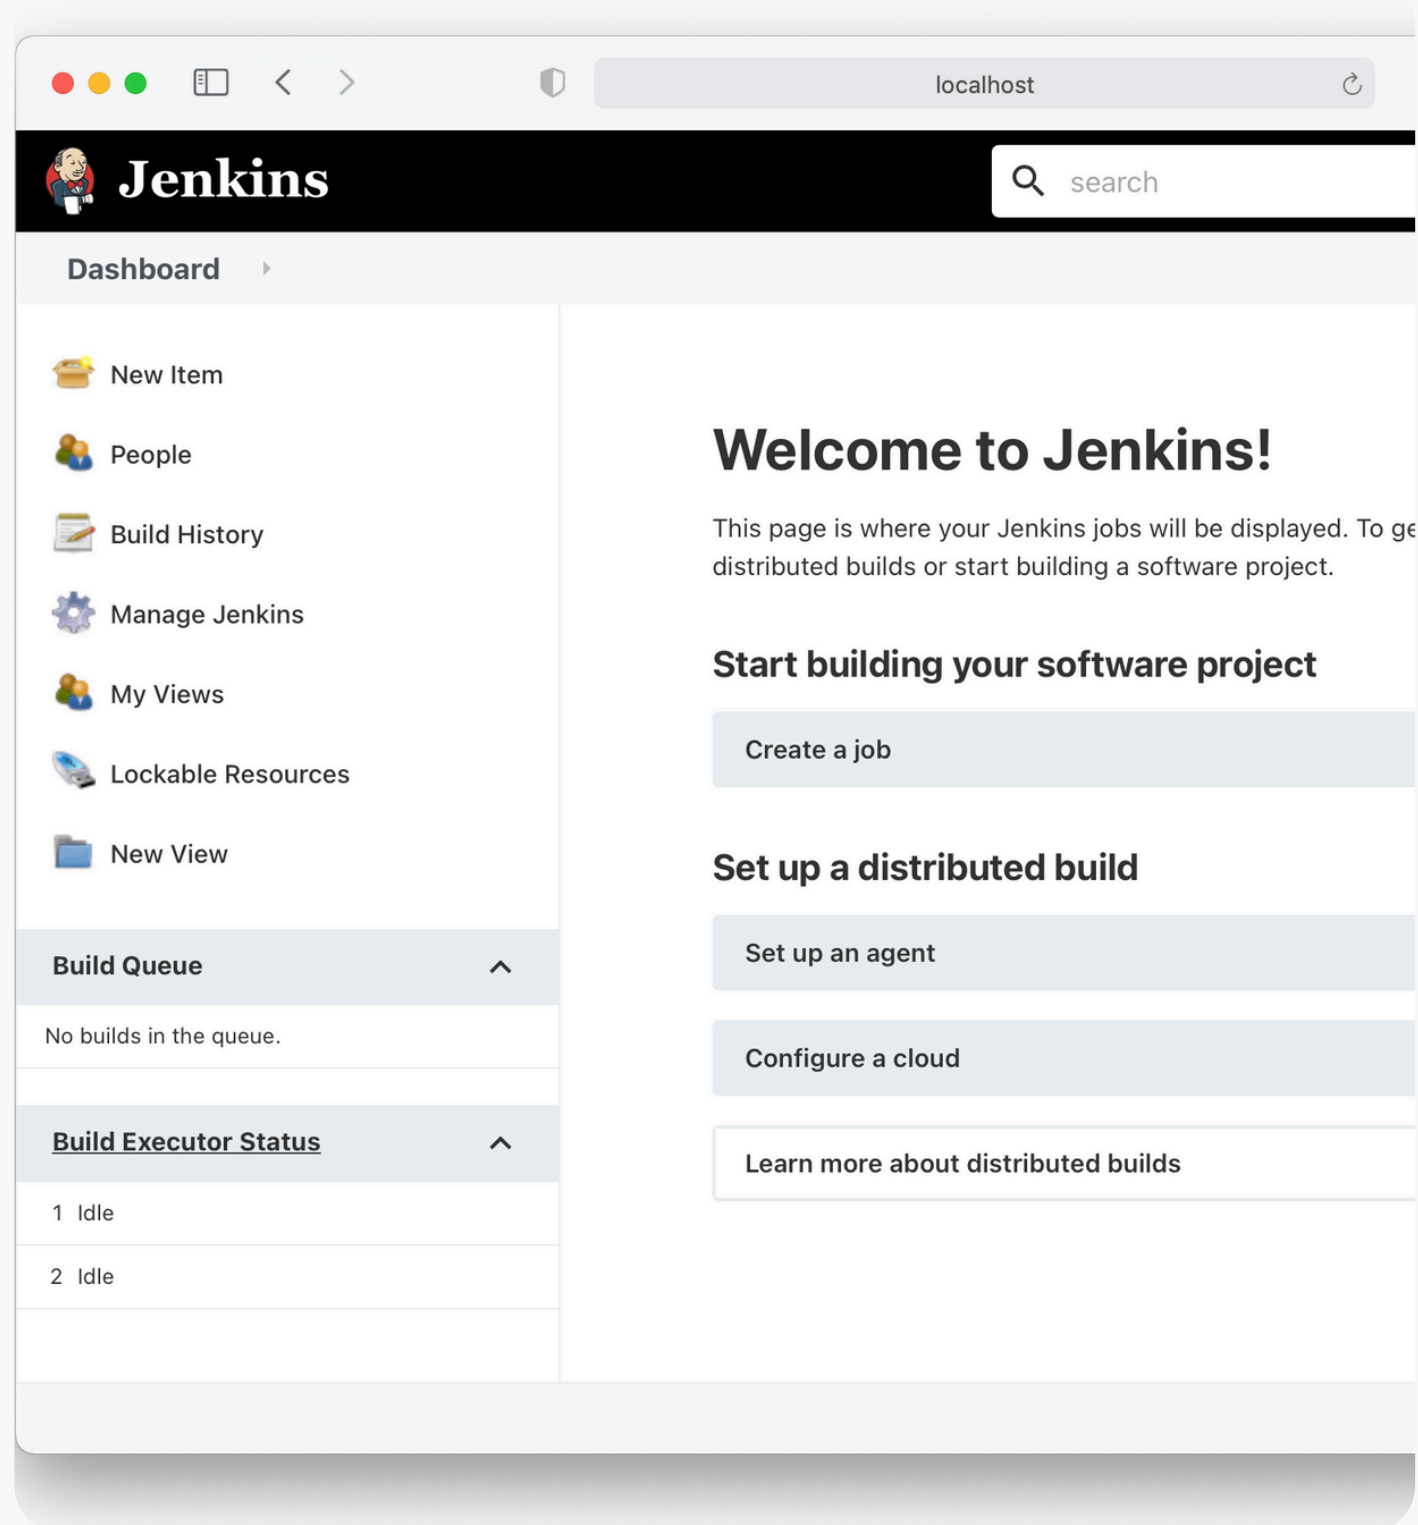 localhost
Jenkins
search
Dashboard
New Item
People
Build History
Manage Jenkins
My Views
Lockable Resources
New View
Build Queue
No builds in the queue.
Build Executor Status
1 Idle
2 Idle
Welcome to Jenkins!
This page is where your Jenkins jobs will be displayed. To ge
distributed builds or start building a software project.
Start building your software project
Create a job
Set up a distributed build
Set up an agent
Configure a cloud
Learn more about distributed builds